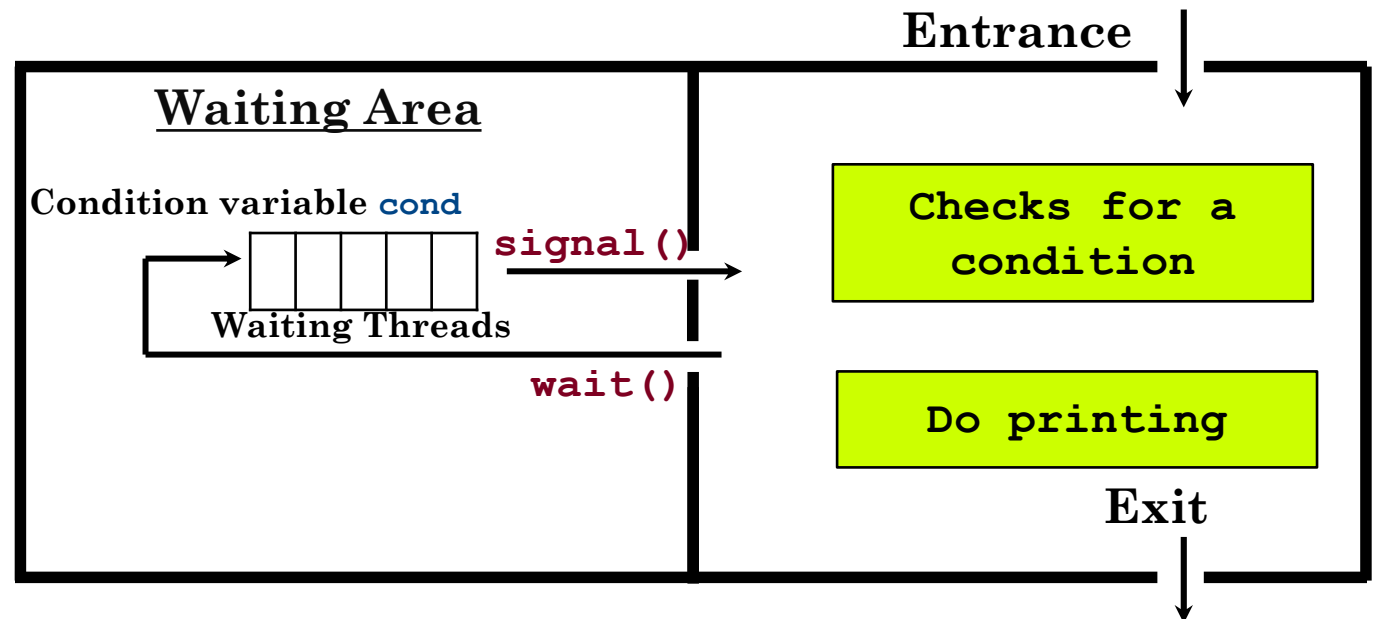 Entrance
Waiting Area
Condition variable cond
signal()
Waiting Threads
wait()
Checks for a
condition
Do printing
Exit